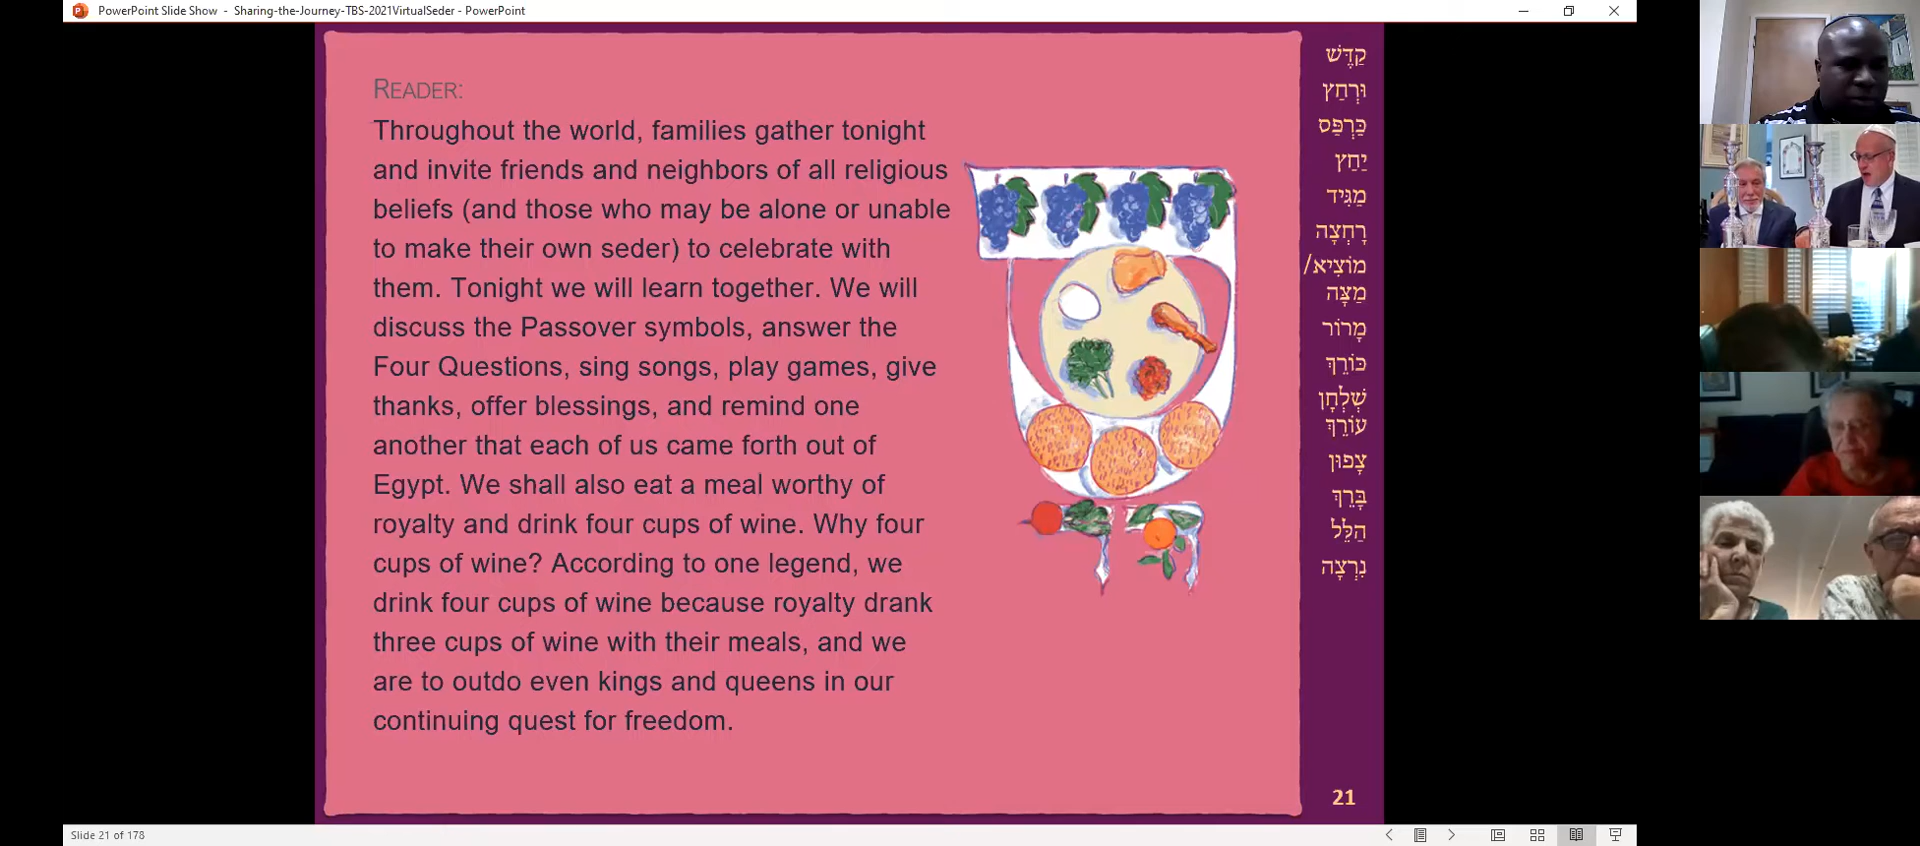 PowerPoint Slide Show - Sharing-the-Journey-TBS-2021VirtualSeder - PowerPoint
READER:
Throughout the world, families gather tonight
and invite friends and neighbors of all religious
beliefs (and those who may be alone or unable
to make their own seder) to celebrate with
them. Tonight we will learn together. We will
discuss the Passover symbols, answer the
Four Questions, sing songs, play games, give
thanks, offer blessings, and remind one
another that each of us came forth out of
Egypt. We shall also eat a meal worthy of
royalty and drink four cups of wine. Why four
cups of wine? According to one legend, we
drink four cups of wine because royalty drank
three cups of wine with their meals, and we
are to outdo even kings and queens in our
continuing quest for freedom.
קַדֵּשׁ
וּרְחַץ
כַּרְפַּס
יַחַץ
מַגִּיד
רָחְצָה
מוֹצִיא/
מַצָּה
מָרוֹר
כּוֹרֵךְ
שֻׁלְחָן
עוֹרֵךְ
צָפוּן
בָּרֵךְ
הַלֵּל
נִרְצָה
21
Slide 21 of 178